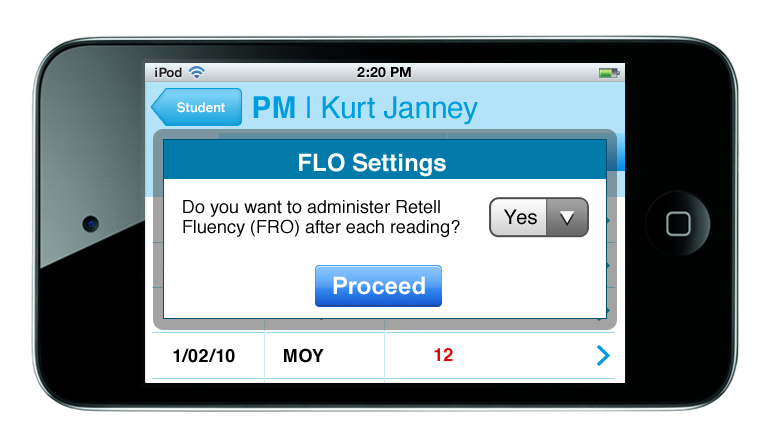 iPod 2:20 PM
Student PM | Kurt Janney
FLO Settings
Do you want to administer Retell Yes
Fluency (FRO) after each reading?
Proceed
1/02/10 MOY 12